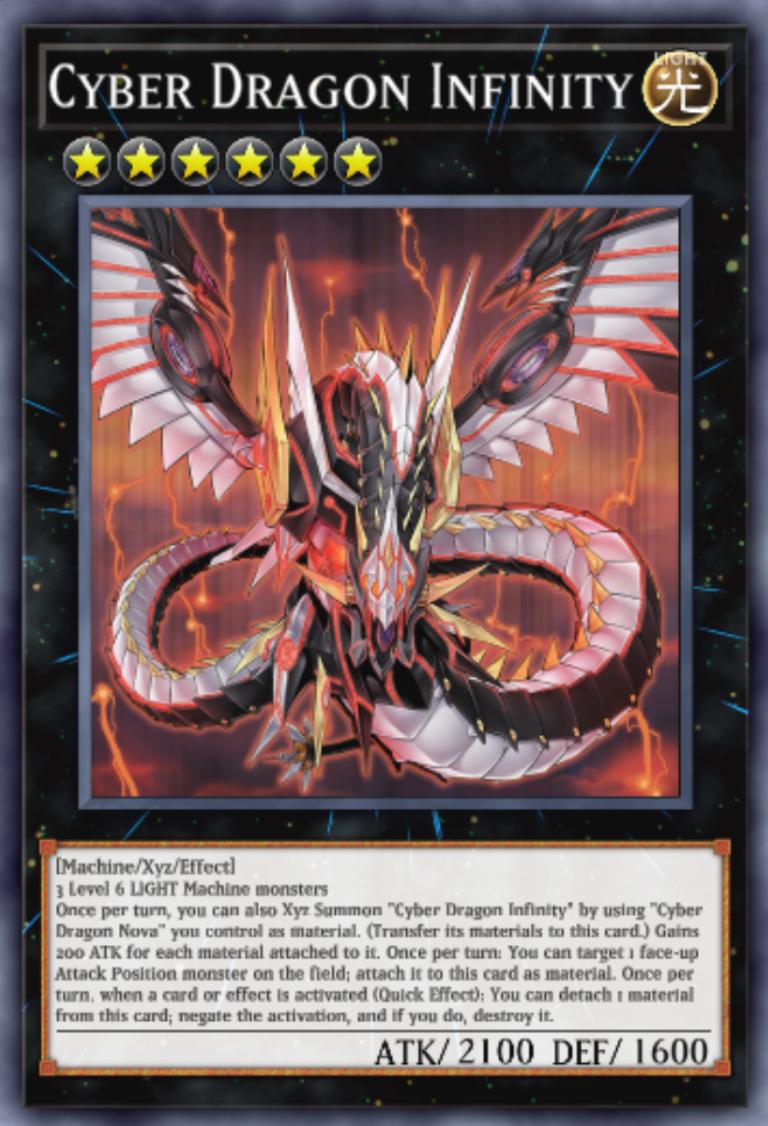 CYBER DRAGON INFINITY
LIGHT
光
[Machine/Xyz/Effect]
3 Level 6 LIGHT Machine monsters
Once per turn, you can also Xyz Summon "Cyber Dragon Infinity" by using "Cyber
Dragon Nova" you control as material. (Transfer its materials to this card.) Gains
200 ATK for each material attached to it. Once per turn: You can target 1 face-up
Attack Position monster on the field; attach it to this card as material. Once per
turn, when a card or effect is activated (Quick Effect): You can detach 1 material
from this card; negate the activation, and if you do, destroy it.
ATK/ 2100 DEF/ 1600